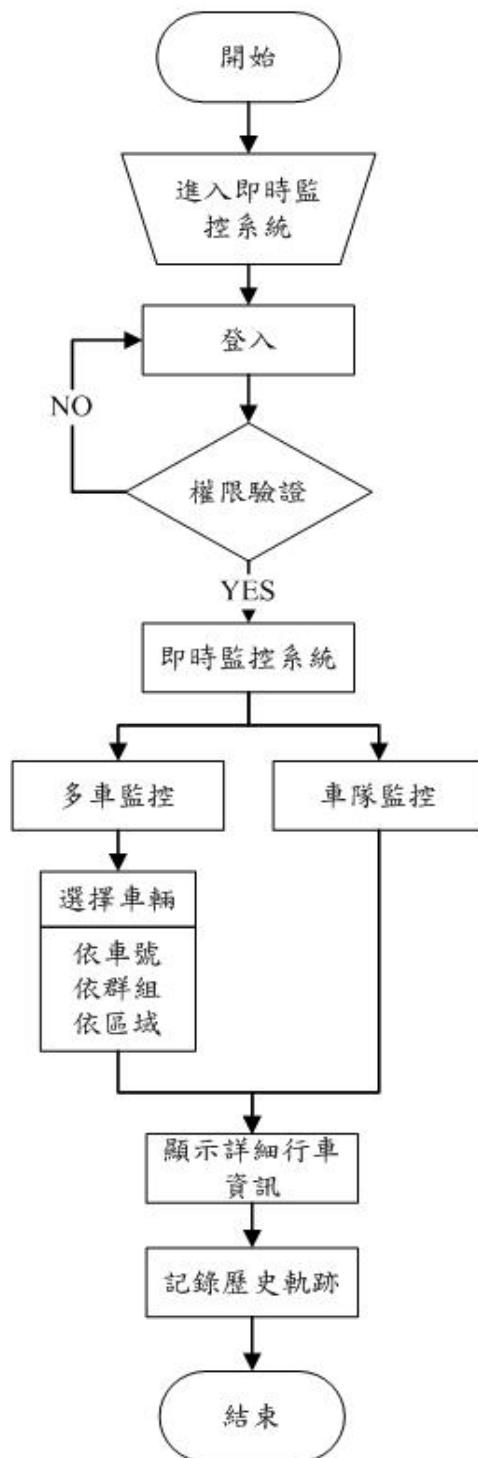 開始
進入即時監
控系統
登入
NO
權限驗證
YES
即時監控系統
多車監控
車隊監控
選擇車輛
依車號
依群組
依區域
顯示詳細行車
資訊
記錄歷史軌跡
結束